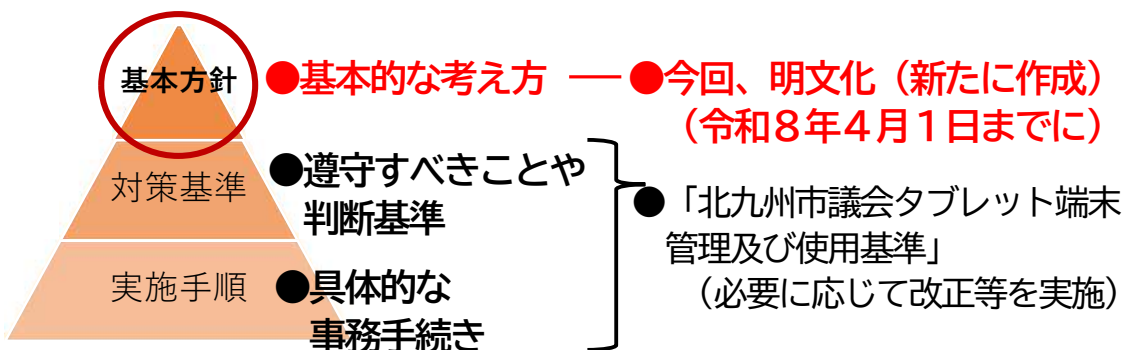 基本方針
●基本的な考え方 ― ●今回、明文化（新たに作成）
（令和８年４月１日までに）
対策基準
●遵守すべきことや
判断基準
●「北九州市議会タブレット端末
管理及び使用基準」
（必要に応じて改正等を実施）
実施手順
●具体的な
事務手続き